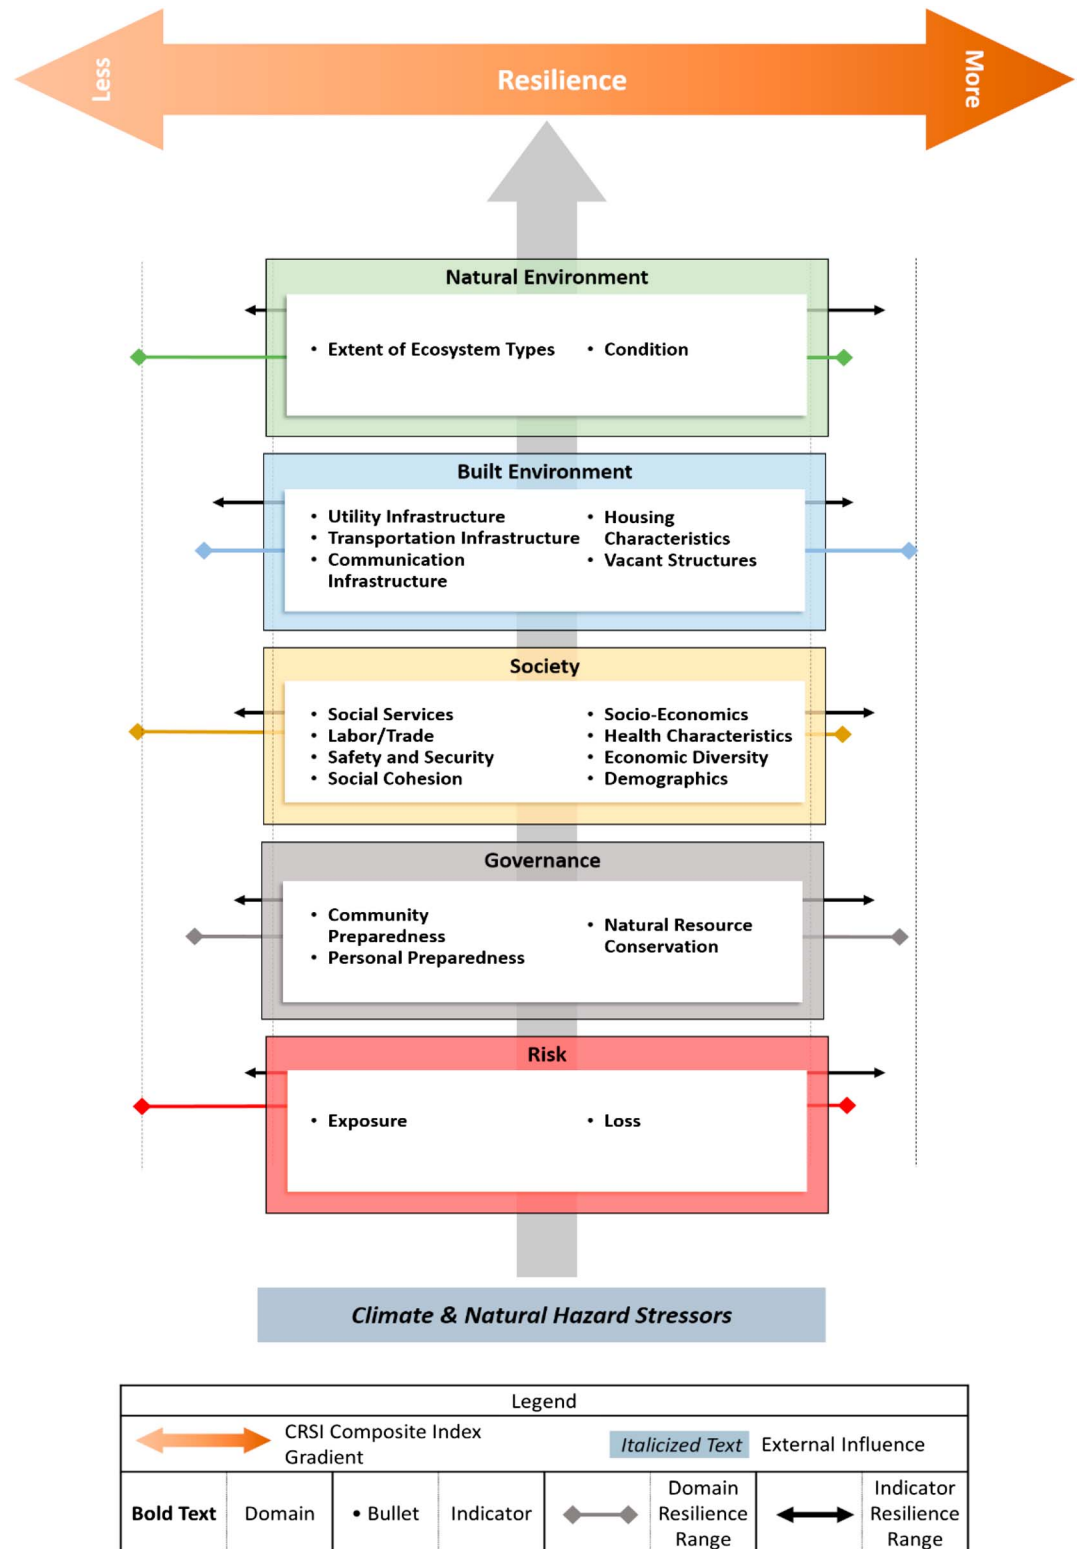 Less
Resilience
More
Natural Environment
• Extent of Ecosystem Types
• Condition
Built Environment
• Utility Infrastructure
• Transportation Infrastructure
• Communication
Infrastructure
• Housing
Characteristics
• Vacant Structures
Society
• Social Services
• Labor/Trade
• Safety and Security
• Social Cohesion
• Socio-Economics
• Health Characteristics
• Economic Diversity
• Demographics
Governance
• Community
Preparedness
• Personal Preparedness
• Natural Resource
Conservation
Risk
• Exposure
• Loss
Climate & Natural Hazard Stressors
Legend
CRSI Composite Index
Gradient
Italicized Text
External Influence
Bold Text
Domain
• Bullet
Indicator
Domain
Resilience
Range
Indicator
Resilience
Range